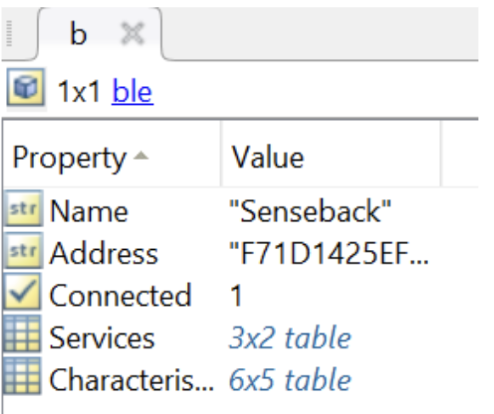 b
1x1 ble
Property Value
str Name "Senseback"
str Address "F71D1425EF...
Connected 1
Services 3x2 table
Characteris... 6x5 table